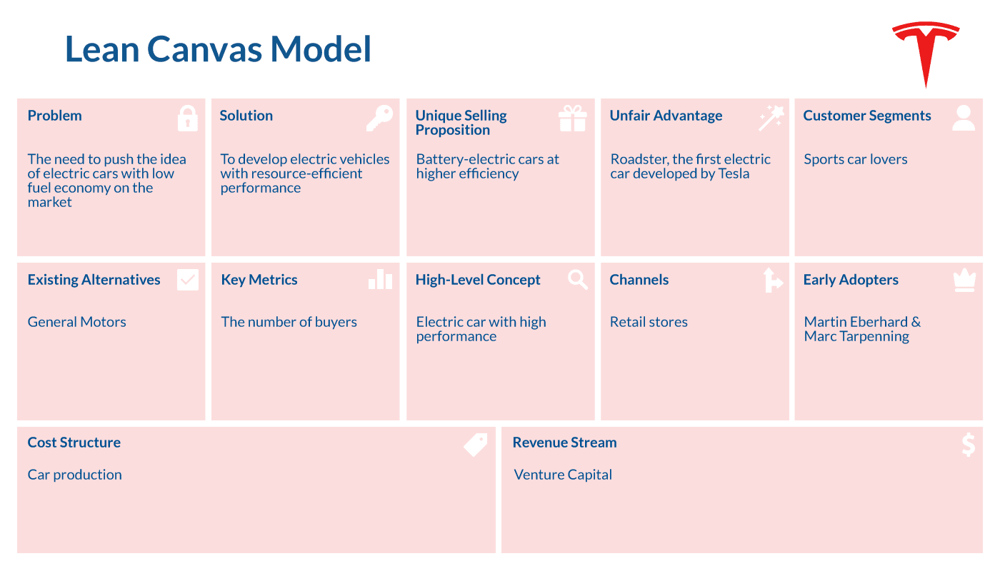 Lean Canvas Model
Problem
The need to push the idea
of electric cars with low
fuel economy on the
market
Solution
To develop electric vehicles
with resource-efficient
performance
Unique Selling
Proposition
Battery-electric cars at
higher efficiency
Unfair Advantage
Roadster, the first electric
car developed by Tesla
Customer Segments
Sports car lovers
Existing Alternatives
General Motors
Key Metrics
The number of buyers
High-Level Concept
Electric car with high
performance
Channels
Retail stores
Early Adopters
Martin Eberhard &
Marc Tarpenning
Cost Structure
Car production
Revenue Stream
Venture Capital